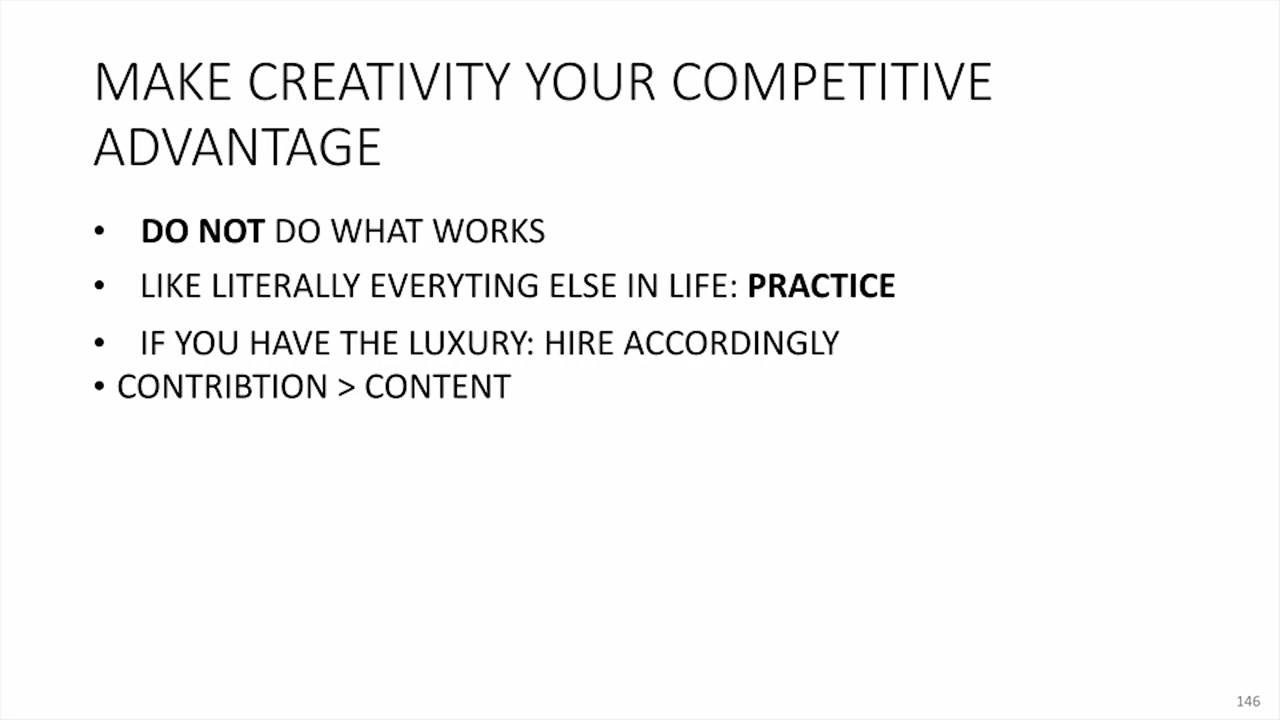 MAKE CREATIVITY YOUR COMPETITIVE
ADVANTAGE
• DO NOT DO WHAT WORKS
• LIKE LITERALLY EVERYTING ELSE IN LIFE: PRACTICE
• IF YOU HAVE THE LUXURY: HIRE ACCORDINGLY
• CONTRIBTION > CONTENT
146